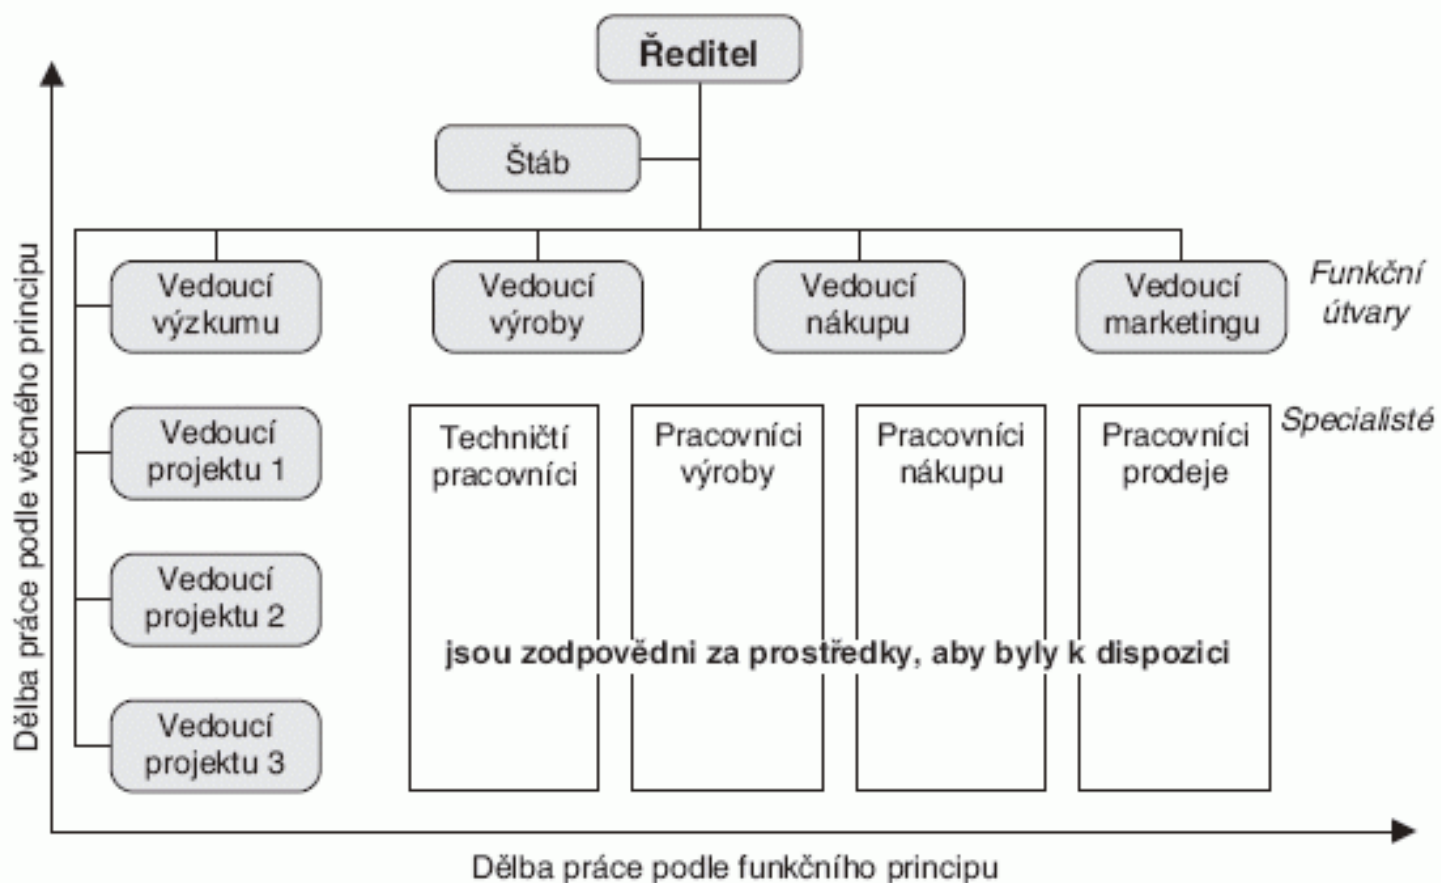 Ředitel
Štáb
Vedoucí
výzkumu
Vedoucí
výroby
Vedoucí
nákupu
Vedoucí
marketingu
Funkční
útvary
Vedoucí
projektu 1
Techničtí
pracovníci
Pracovníci
výroby
Pracovníci
nákupu
Pracovníci
prodeje
Specialisté
Vedoucí
projektu 2
jsou zodpovědni za prostředky, aby byly k dispozici
Vedoucí
projektu 3
Dělba práce podle věcného principu
Dělba práce podle funkčního principu